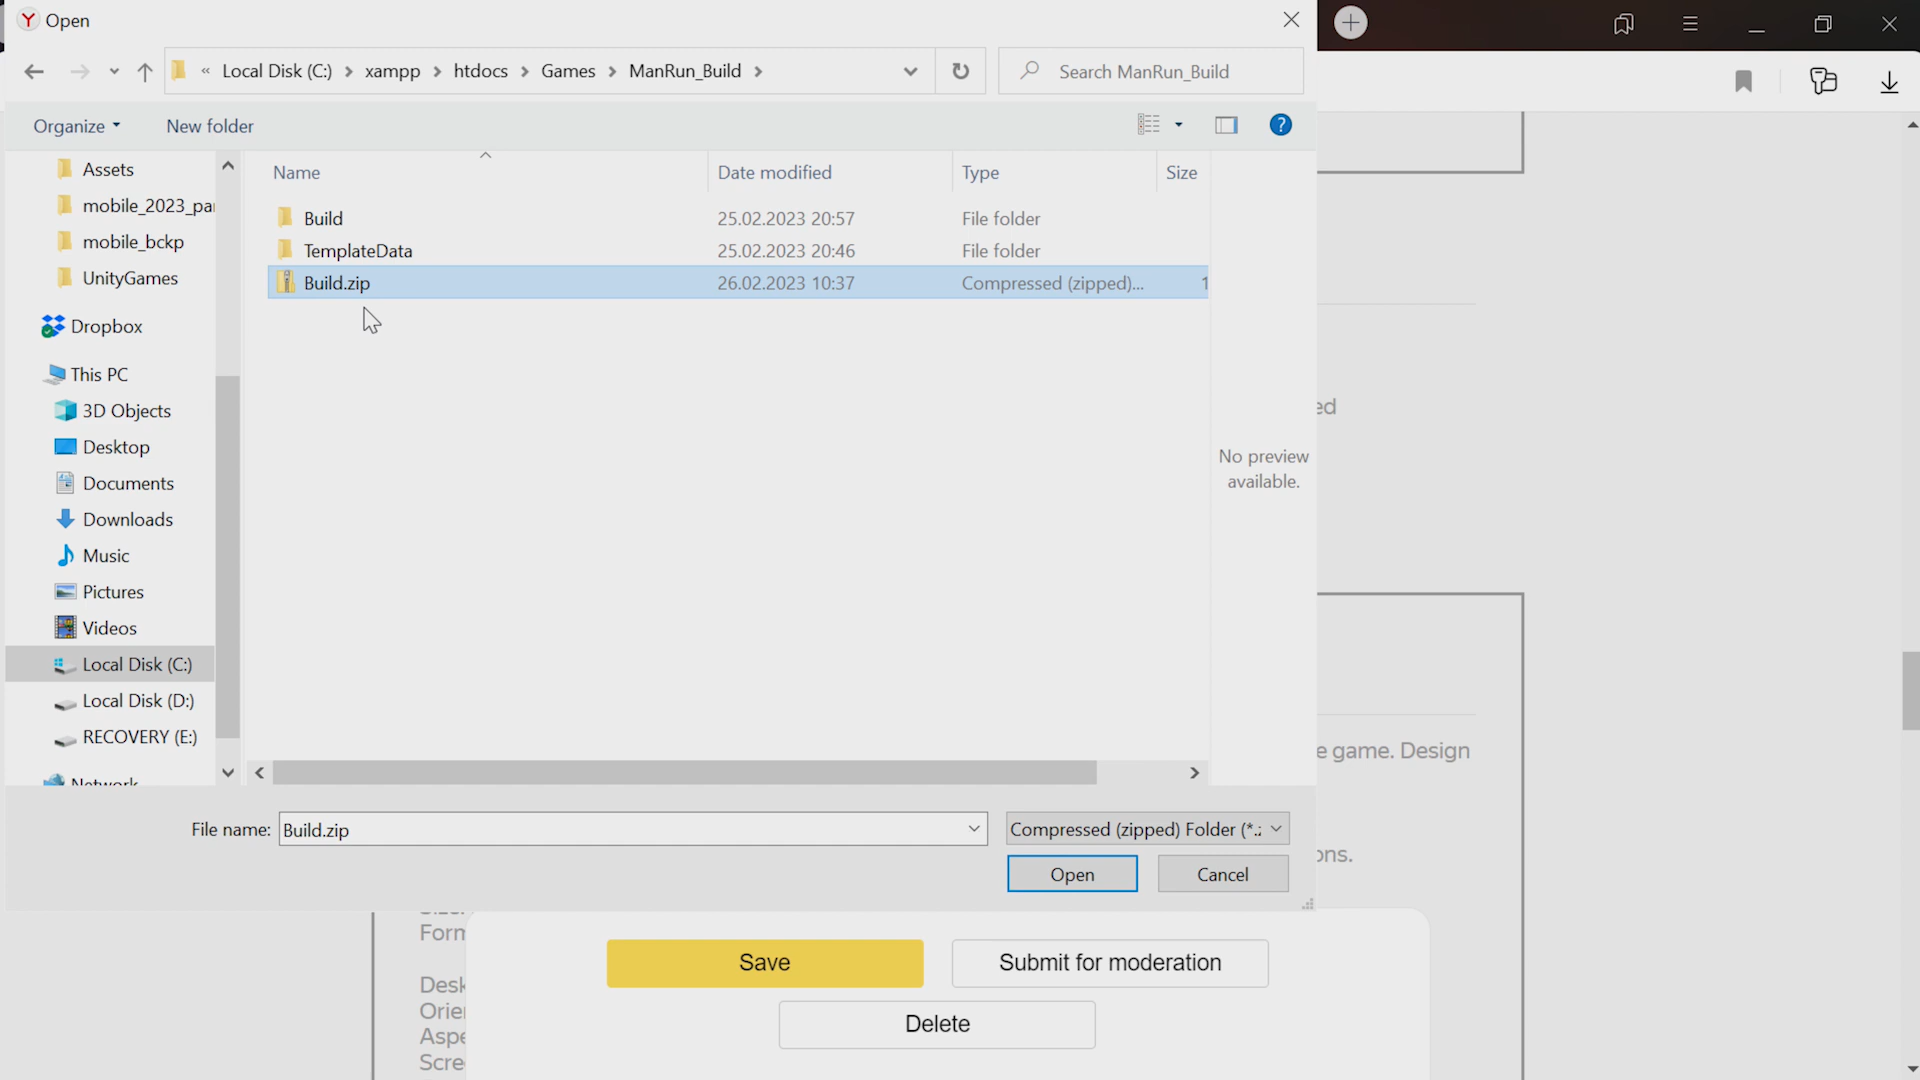 Open
« Local Disk (C:) > xampp > htdocs > Games > ManRun_Build >
Search ManRun_Build
Organize
New folder
Name
Date modified
Type
Size
Assets
mobile_2023_par
mobile_bckp
UnityGames
Dropbox
This PC
3D Objects
Desktop
Documents
Downloads
Music
Pictures
Videos
Local Disk (C:)
Local Disk (D:)
RECOVERY (E:)
Network
Build 25.02.2023 20:57 File folder
TemplateData 25.02.2023 20:46 File folder
Build.zip 26.02.2023 10:37 Compressed (zipped)... 1
No preview
available.
File name: Build.zip
Compressed (zipped) Folder (*.z
Open
Cancel
ed
e game. Design
ons.
Form
Desk
Orie
Aspe
Scre
Save
Submit for moderation
Delete